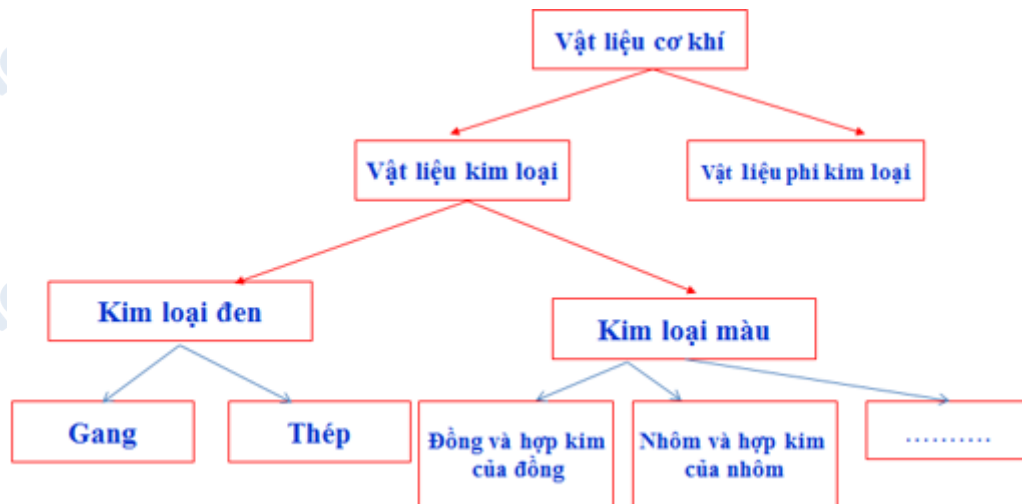 Vật liệu cơ khí
Vật liệu kim loại
Vật liệu phi kim loại
Kim loại đen
Kim loại màu
Gang
Thép
Đồng và hợp kim
của đồng
Nhôm và hợp kim
của nhôm
..........